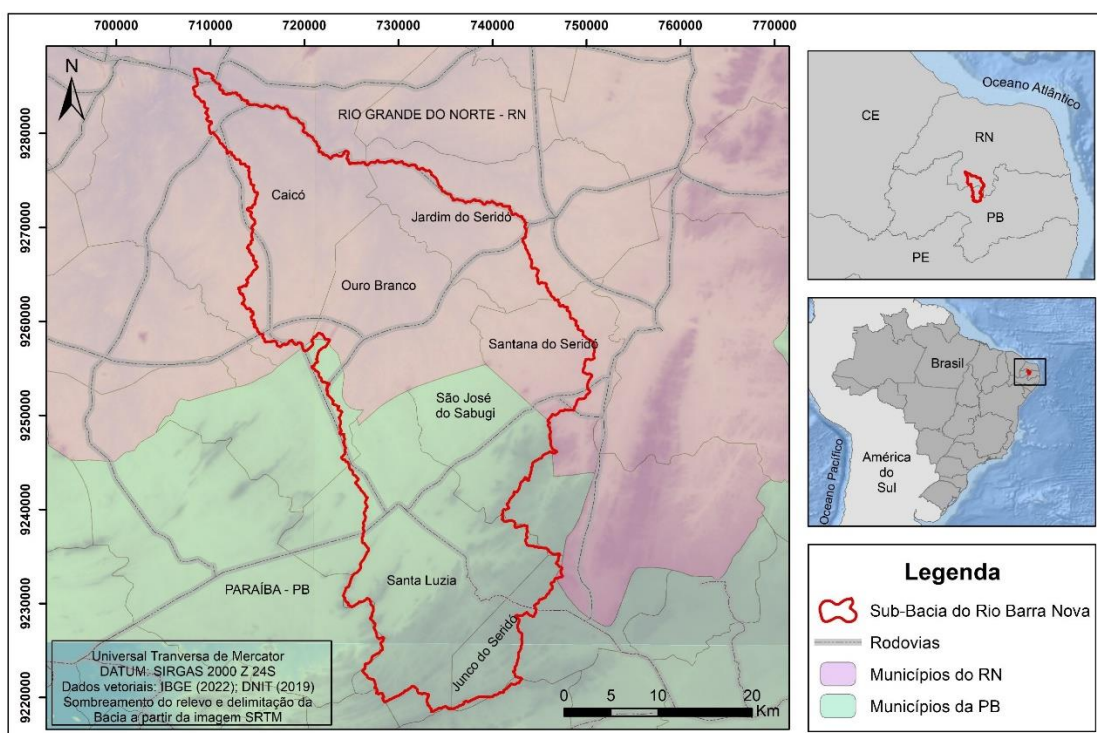 700000 710000 720000 730000 740000 750000 760000 770000
N
9280000
9270000
9260000
9250000
9240000
9230000
9220000
RIO GRANDE DO NORTE - RN
Caicó
Jardim do Seridó
Ouro Branco
Santana do Seridó
São José
do Sabugi
Santa Luzia
PARAÍBA - PB
Junco do Seridó
Universal Tranversa de Mercator
DATUM: SIRGAS 2000 Z 24S
Dados vetoriais: IBGE (2022); DNIT (2019)
Sombreamento do relevo e delimitação da
Bacia a partir da imagem SRTM
0 5 10 20
Km
Oceano Atlântico
CE
RN
PB
PE
Brasil
América
do
Sul
Oceano Pacífico
Legenda
Sub-Bacia do Rio Barra Nova
Rodovias
Municípios do RN
Municípios da PB